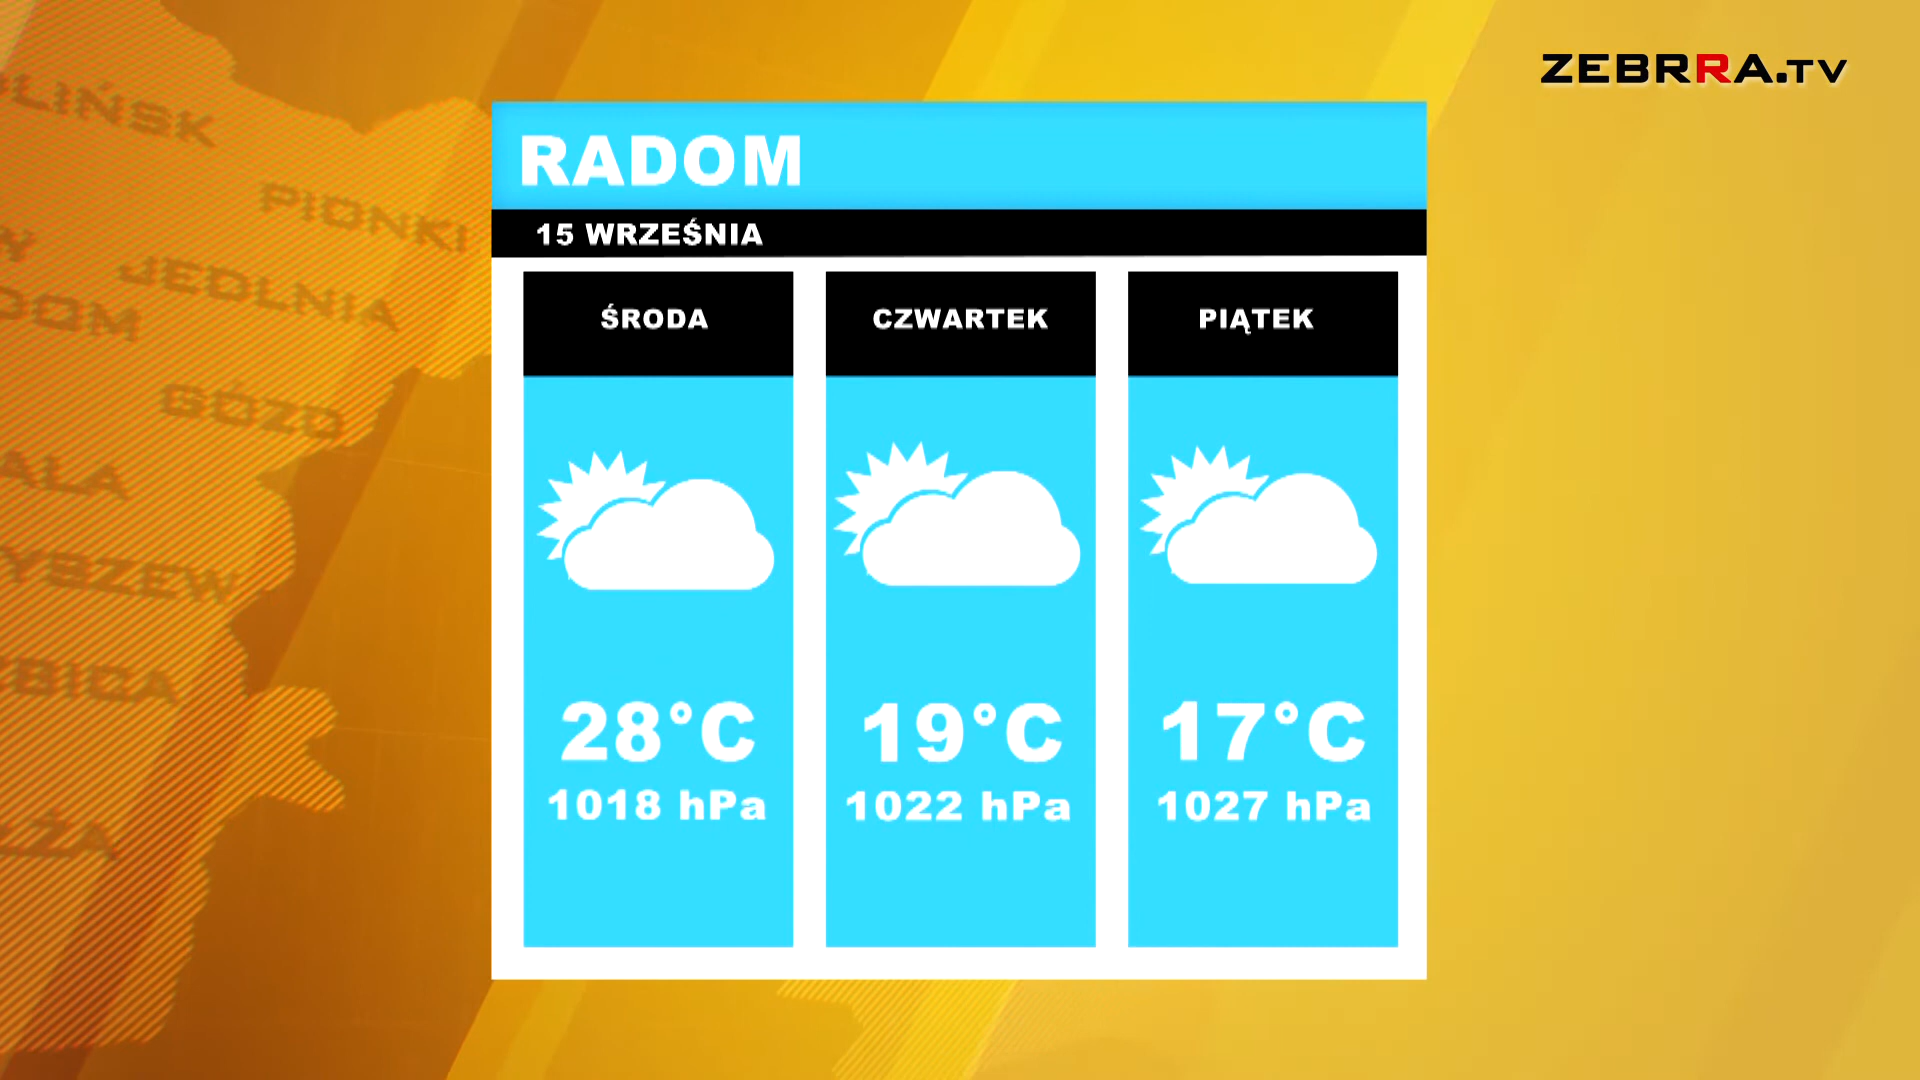 ZEBRRA.TV
RADOM
15 WRZEŚNIA
ŚRODA
CZWARTEK
PIĄTEK
28°C
19°C
17°C
1018 hPa
1022 hPa
1027 hPa
PIONKI
JEDLNIA